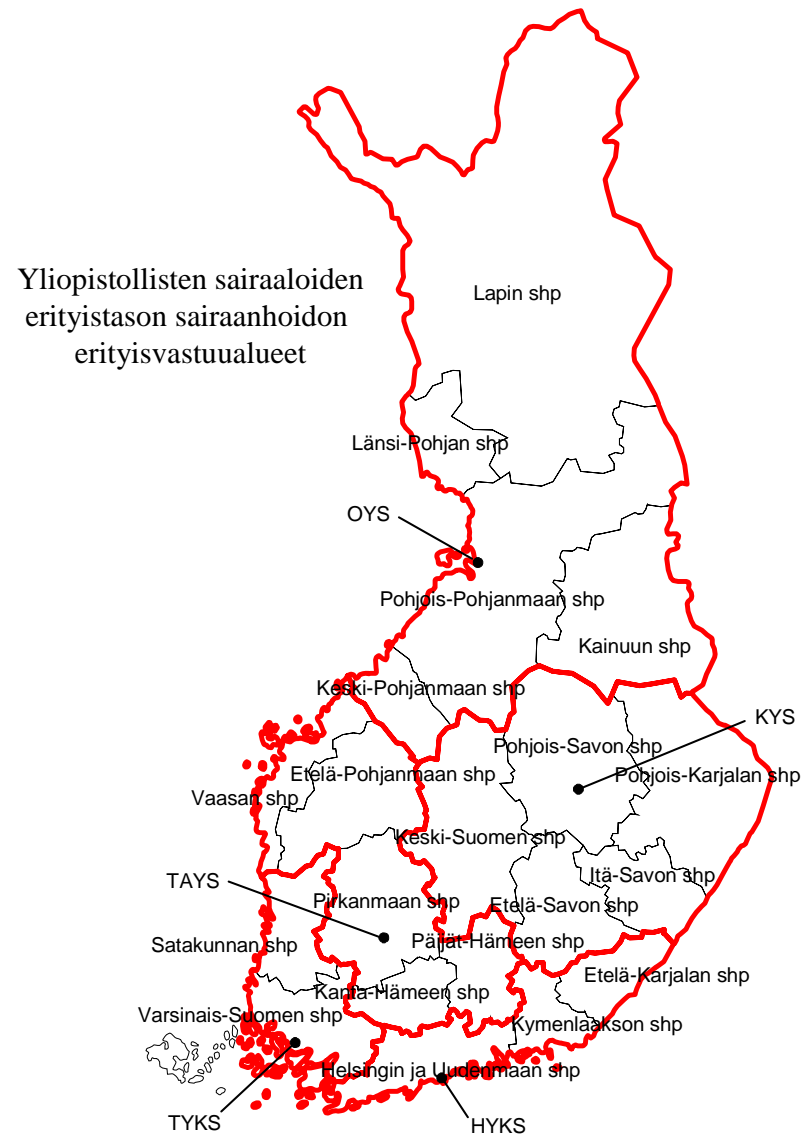 Yliopistollisten sairaaloiden
erityistason sairaanhoidon
erityisvastuualueet
Lapin shp
Länsi-Pohjan shp
OYS
Pohjois-Pohjanmaan shp
Kainuun shp
Keski-Pohjanmaan shp
KYS
Pohjois-Savon shp
Etelä-Pohjanmaan shp
Pohjois-Karjalan shp
Vaasan shp
Keski-Suomen shp
Itä-Savon shp
TAYS
Pirkanmaan shp
Etelä-Savon shp
Satakunnan shp
Päijät-Hämeen shp
Etelä-Karjalan shp
Kanta-Hämeen shp
Varsinais-Suomen shp
Kymenlaakson shp
Helsingin ja Uudenmaan shp
TYKS
HYKS